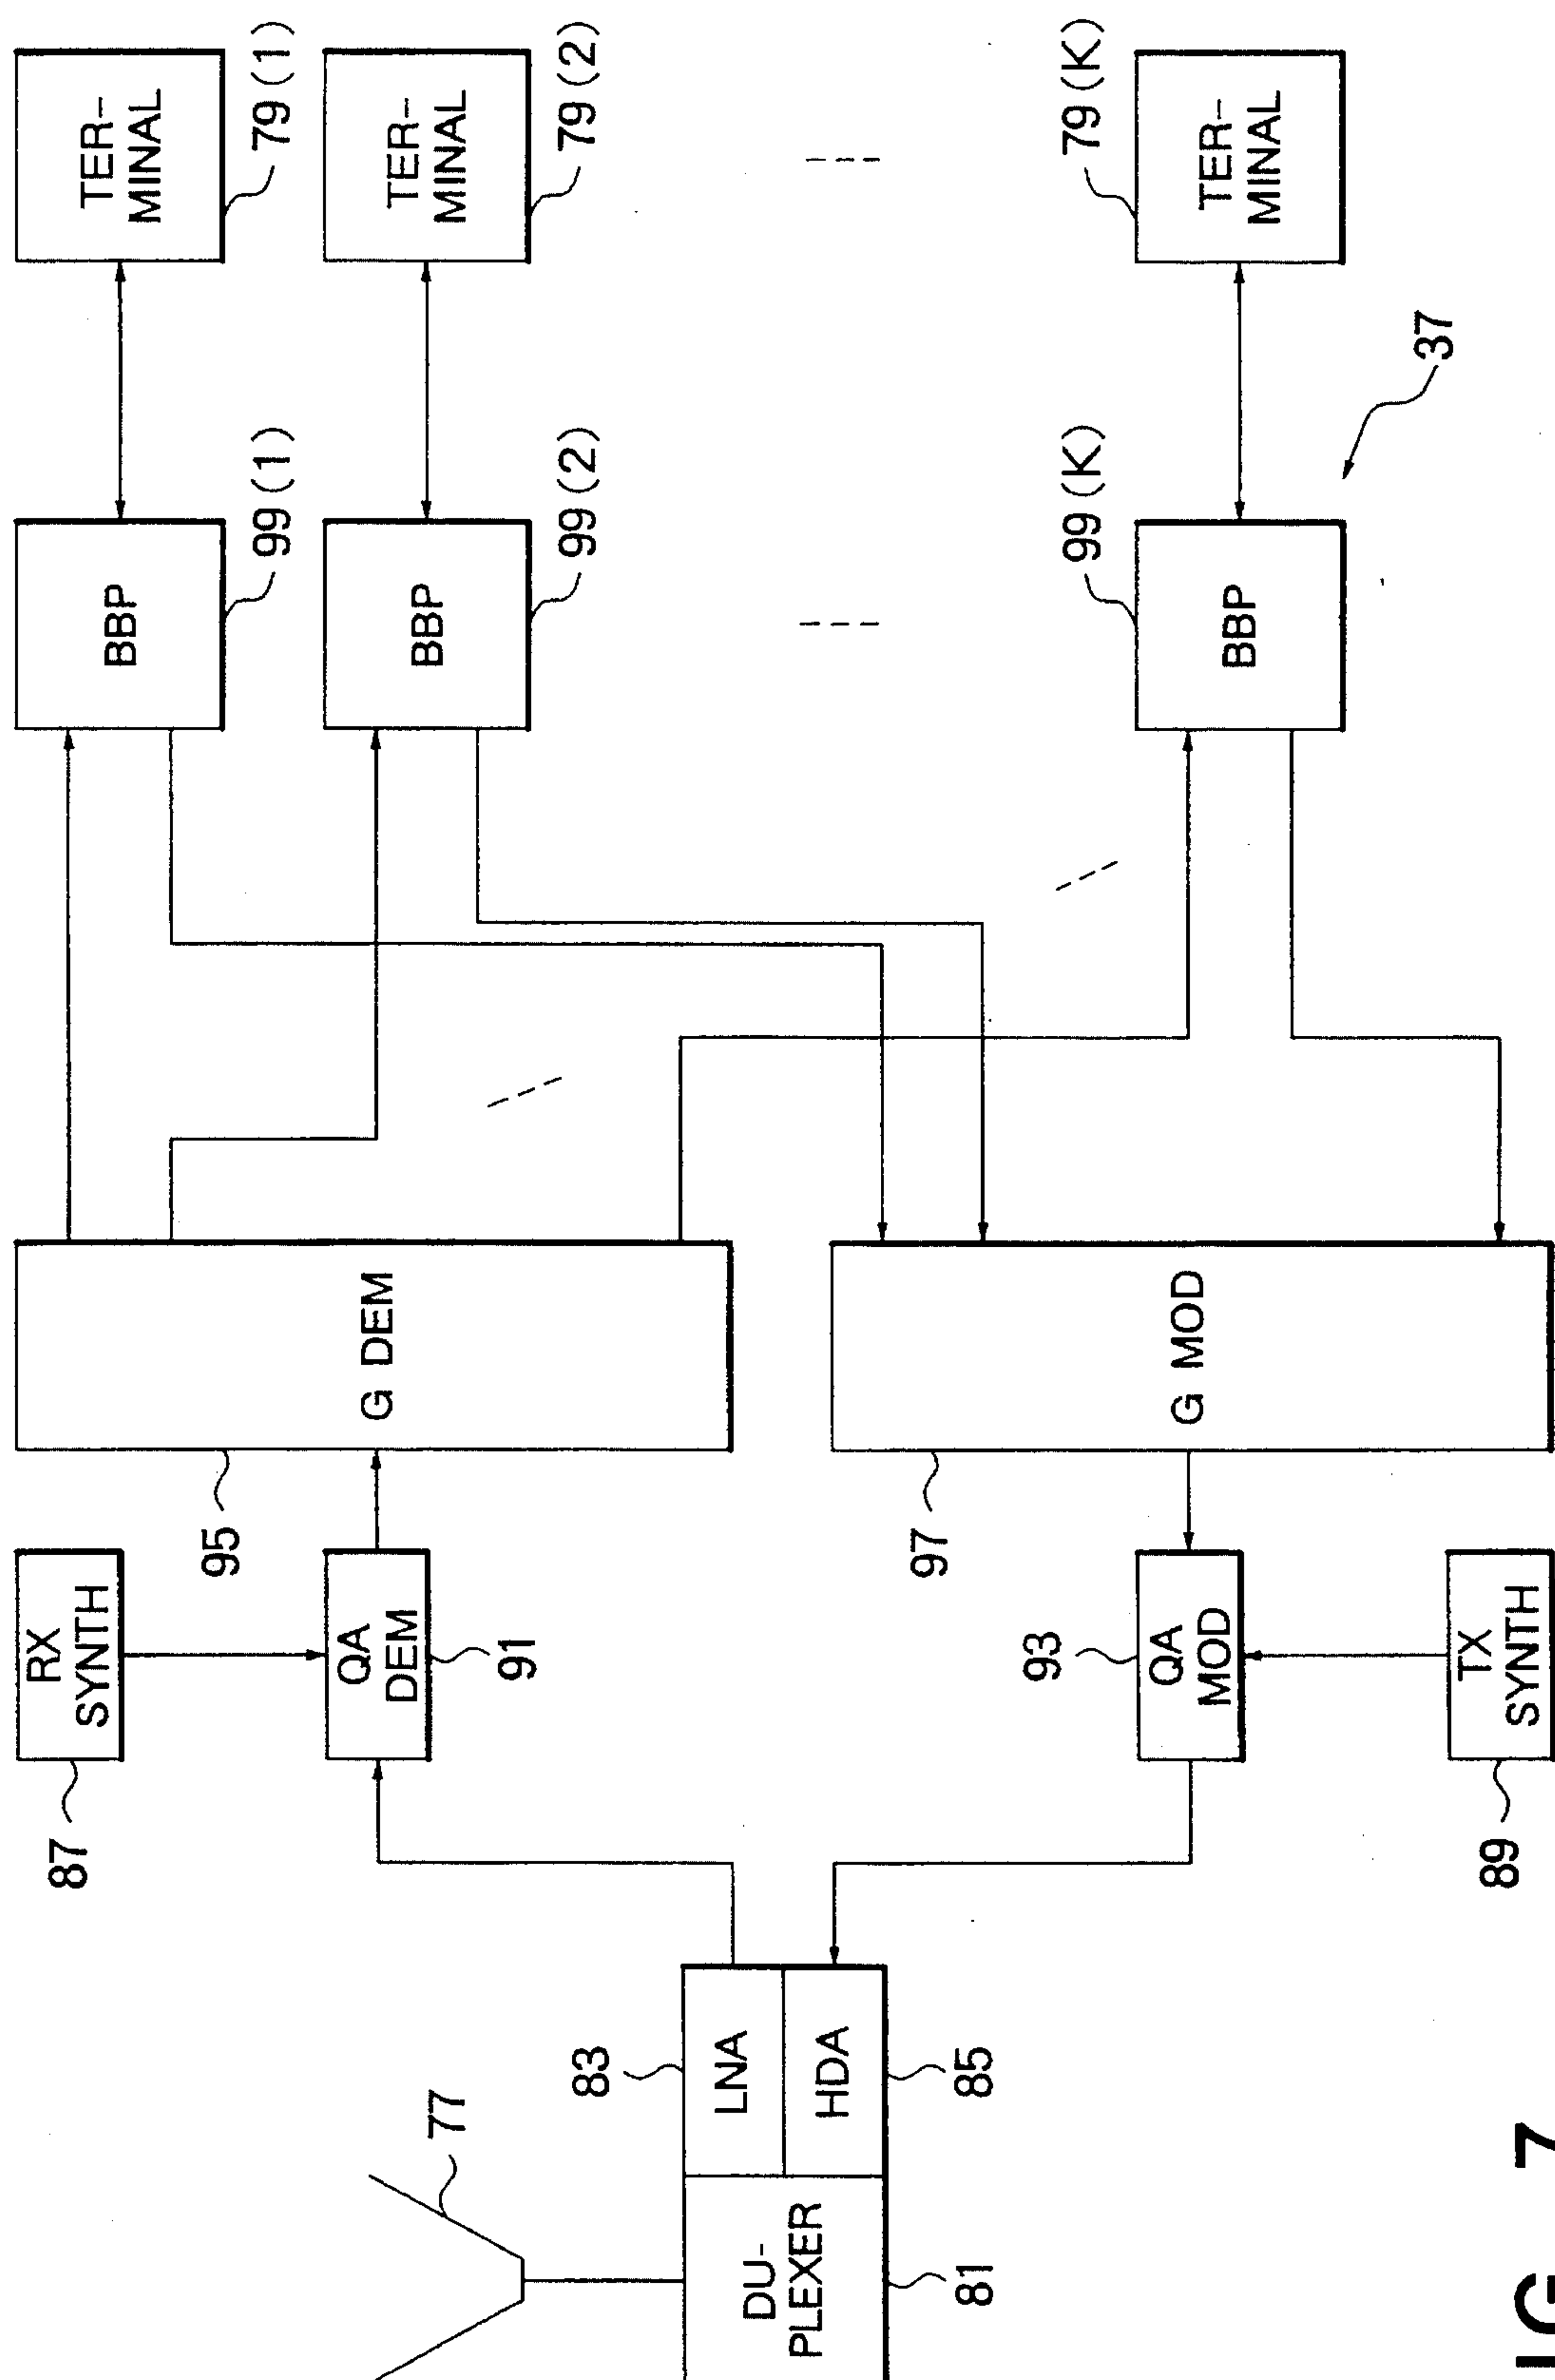 77
DU-
PLEXER
81
83
LNA
HDA
85
87
RX
SYNTH
QA
DEM
91
93
QA
MOD
TX
SYNTH
89
95
G DEM
97
G MOD
BBP
99(1)
BBP
99(2)
99(K)
BBP
37
TER-
MINAL
79(1)
TER-
MINAL
79(2)
79(K)
TER-
MINAL
IG. 7